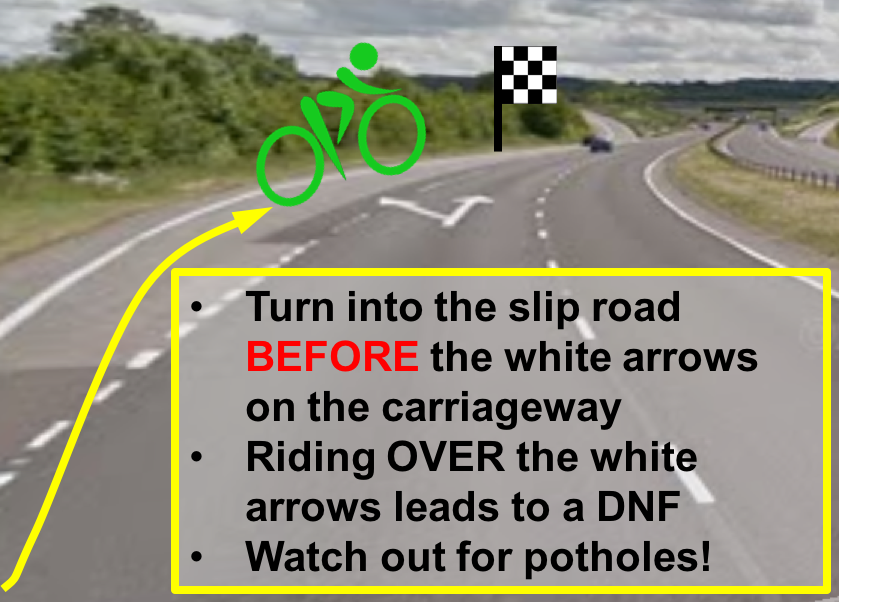 • Turn into the slip road
BEFORE the white arrows
on the carriageway
• Riding OVER the white
arrows leads to a DNF
• Watch out for potholes!